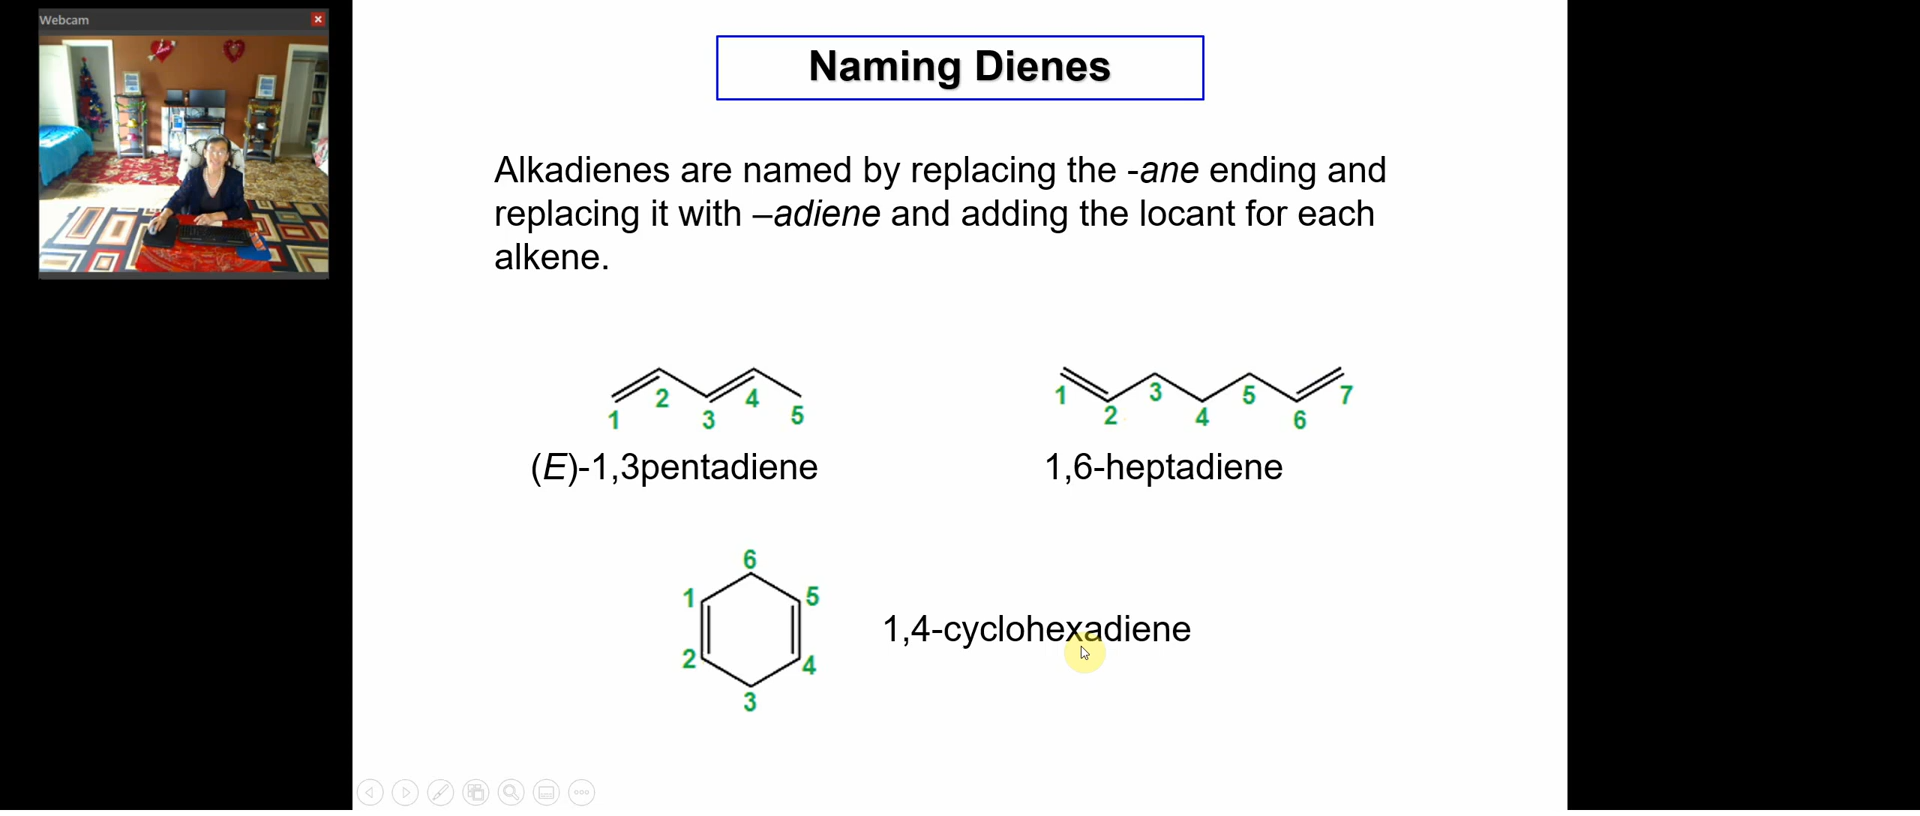 Webcam
Naming Dienes
Alkadienes are named by replacing the -ane ending and
replacing it with –adiene and adding the locant for each
alkene.
1 2 3 4 5
1 2 3 4 5 6 7
(E)-1,3pentadiene
1,6-heptadiene
6
1 5
2 4
3
1,4-cyclohexadiene